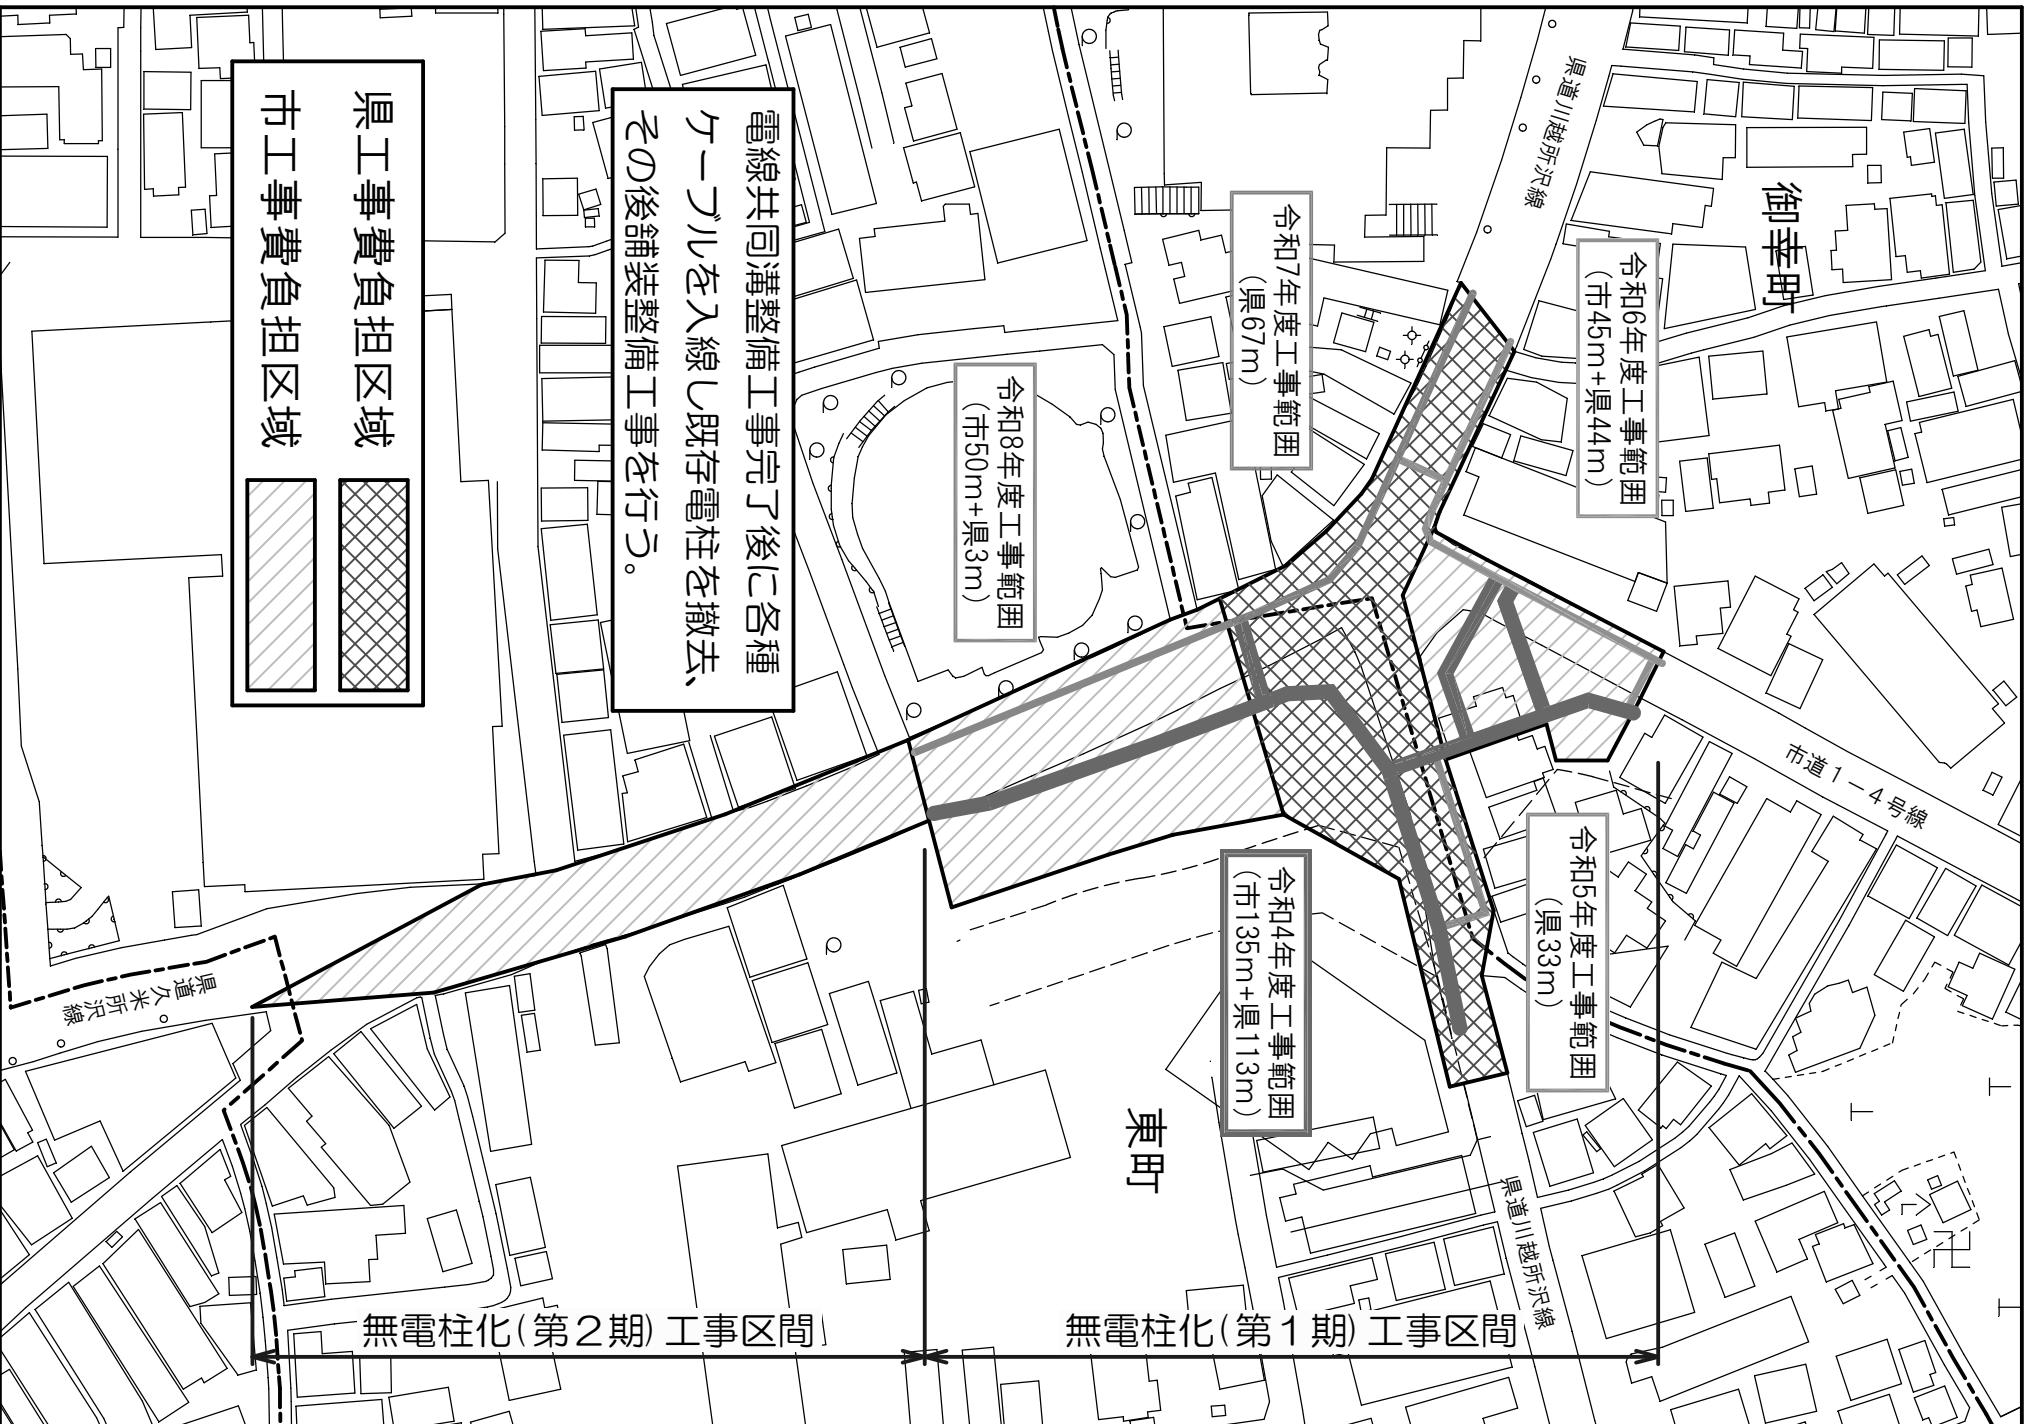 御幸町
県道川越所沢線
令和6年度工事範囲
(市45m+県44m)
令和7年度工事範囲
(県67m)
令和8年度工事範囲
(市50m+県3m)
電線共同溝整備工事完了後に各種
ケーブルを入線し既存電柱を撤去、
その後舗装整備工事を行う。
県工事費負担区域
市工事費負担区域
市道1-4号線
令和5年度工事範囲
(県33m)
令和4年度工事範囲
(市135m+県113m)
県道久米所沢線
東町
県道川越所沢線
無電柱化(第2期)工事区間
無電柱化(第1期)工事区間